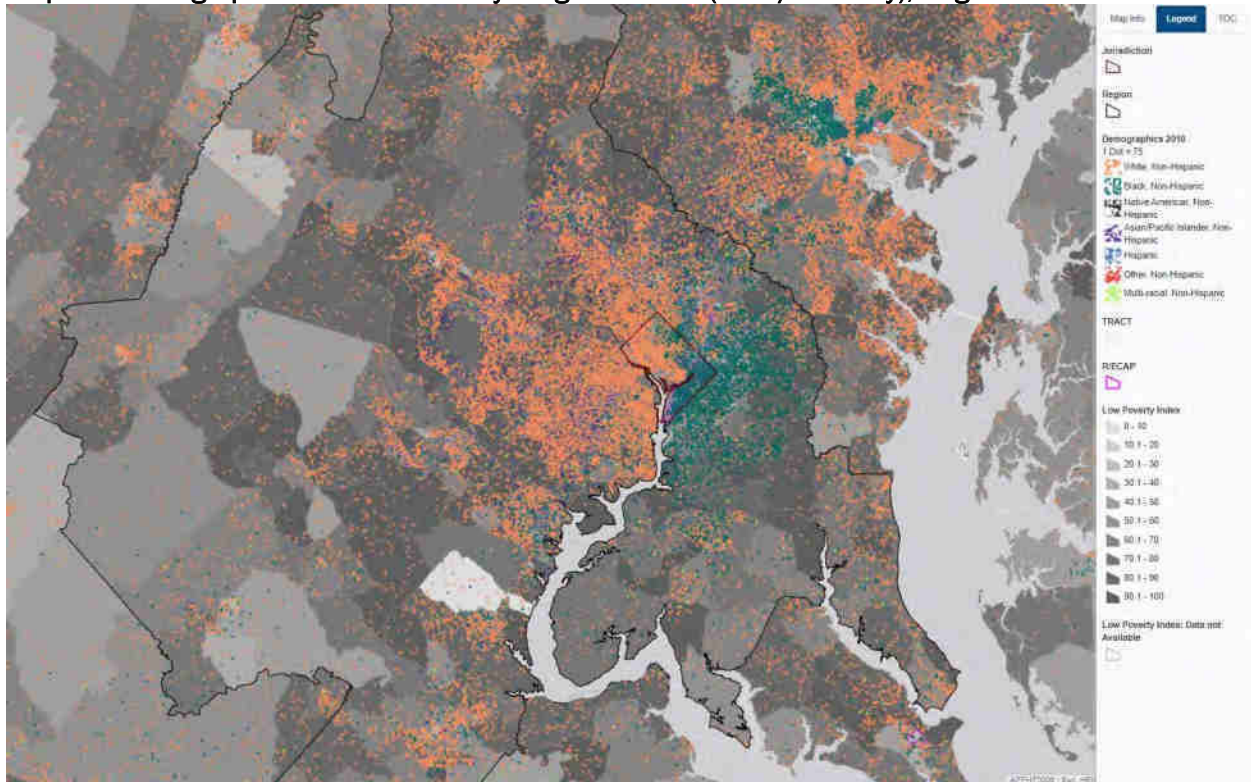 Map Info Legend TOC
Jurisdiction
Region
Demographics 2010
1 Dot = 75
White, Non-Hispanic
Black, Non-Hispanic
Native American, Non-
Hispanic
Asian/Pacific Islander, Non-
Hispanic
Hispanic
Other, Non-Hispanic
Multi-racial, Non-Hispanic
TRACT
R/ECAP
Low Poverty Index
0 - 10
10.1 - 20
20.1 - 30
30.1 - 40
40.1 - 50
50.1 - 60
60.1 - 70
70.1 - 80
80.1 - 90
90.1 - 100
Low Poverty Index: Data not
Available